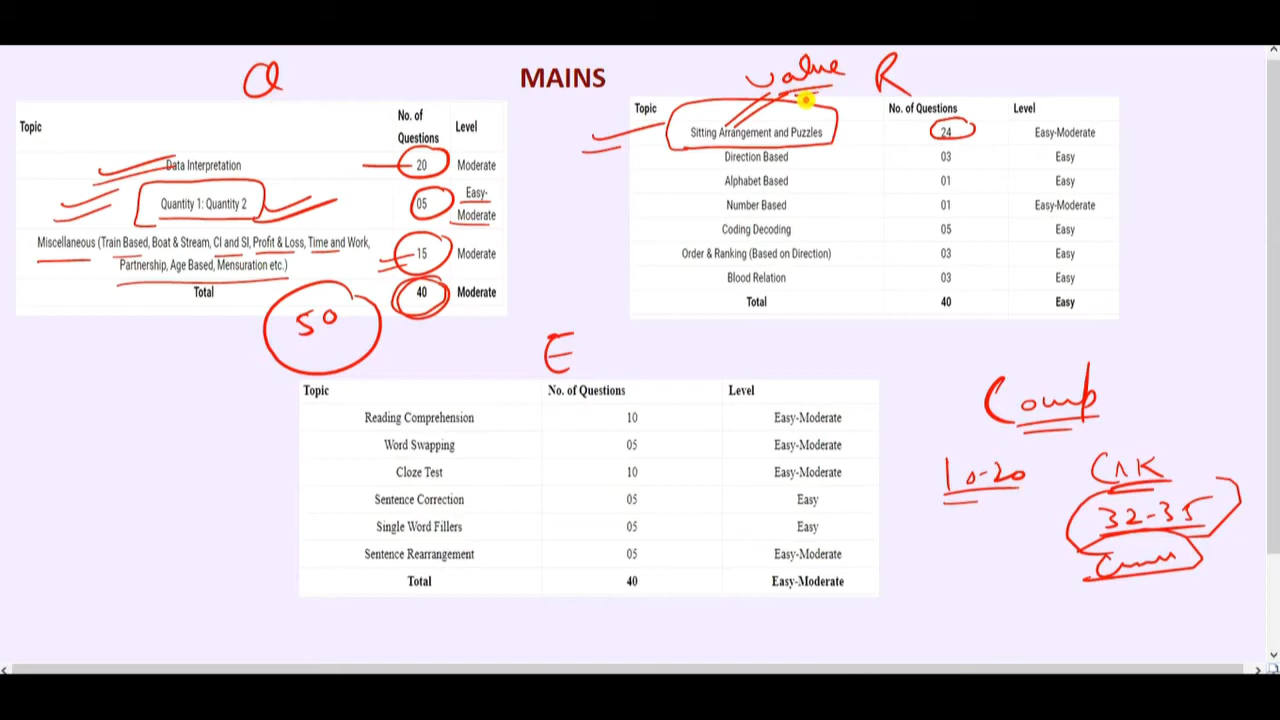 MAINS
Q
Topic No. of Questions Level
Data Interpretation 20 Moderate
Quantity 1: Quantity 2 05 Easy-Moderate
Miscellaneous (Train Based, Boat & Stream, CI and SI, Profit & Loss, Time and Work, Partnership, Age Based, Mensuration etc.) 15 Moderate
Total 40 Moderate
50
value R
Topic No. of Questions Level
Sitting Arrangement and Puzzles 24 Easy-Moderate
Direction Based 03 Easy
Alphabet Based 01 Easy
Number Based 01 Easy-Moderate
Coding Decoding 05 Easy
Order & Ranking (Based on Direction) 03 Easy
Blood Relation 03 Easy
Total 40 Easy
E
Topic No. of Questions Level
Reading Comprehension 10 Easy-Moderate
Word Swapping 05 Easy-Moderate
Cloze Test 10 Easy-Moderate
Sentence Correction 05 Easy
Single Word Fillers 05 Easy
Sentence Rearrangement 05 Easy-Moderate
Total 40 Easy-Moderate
Comp
10-20
32-35